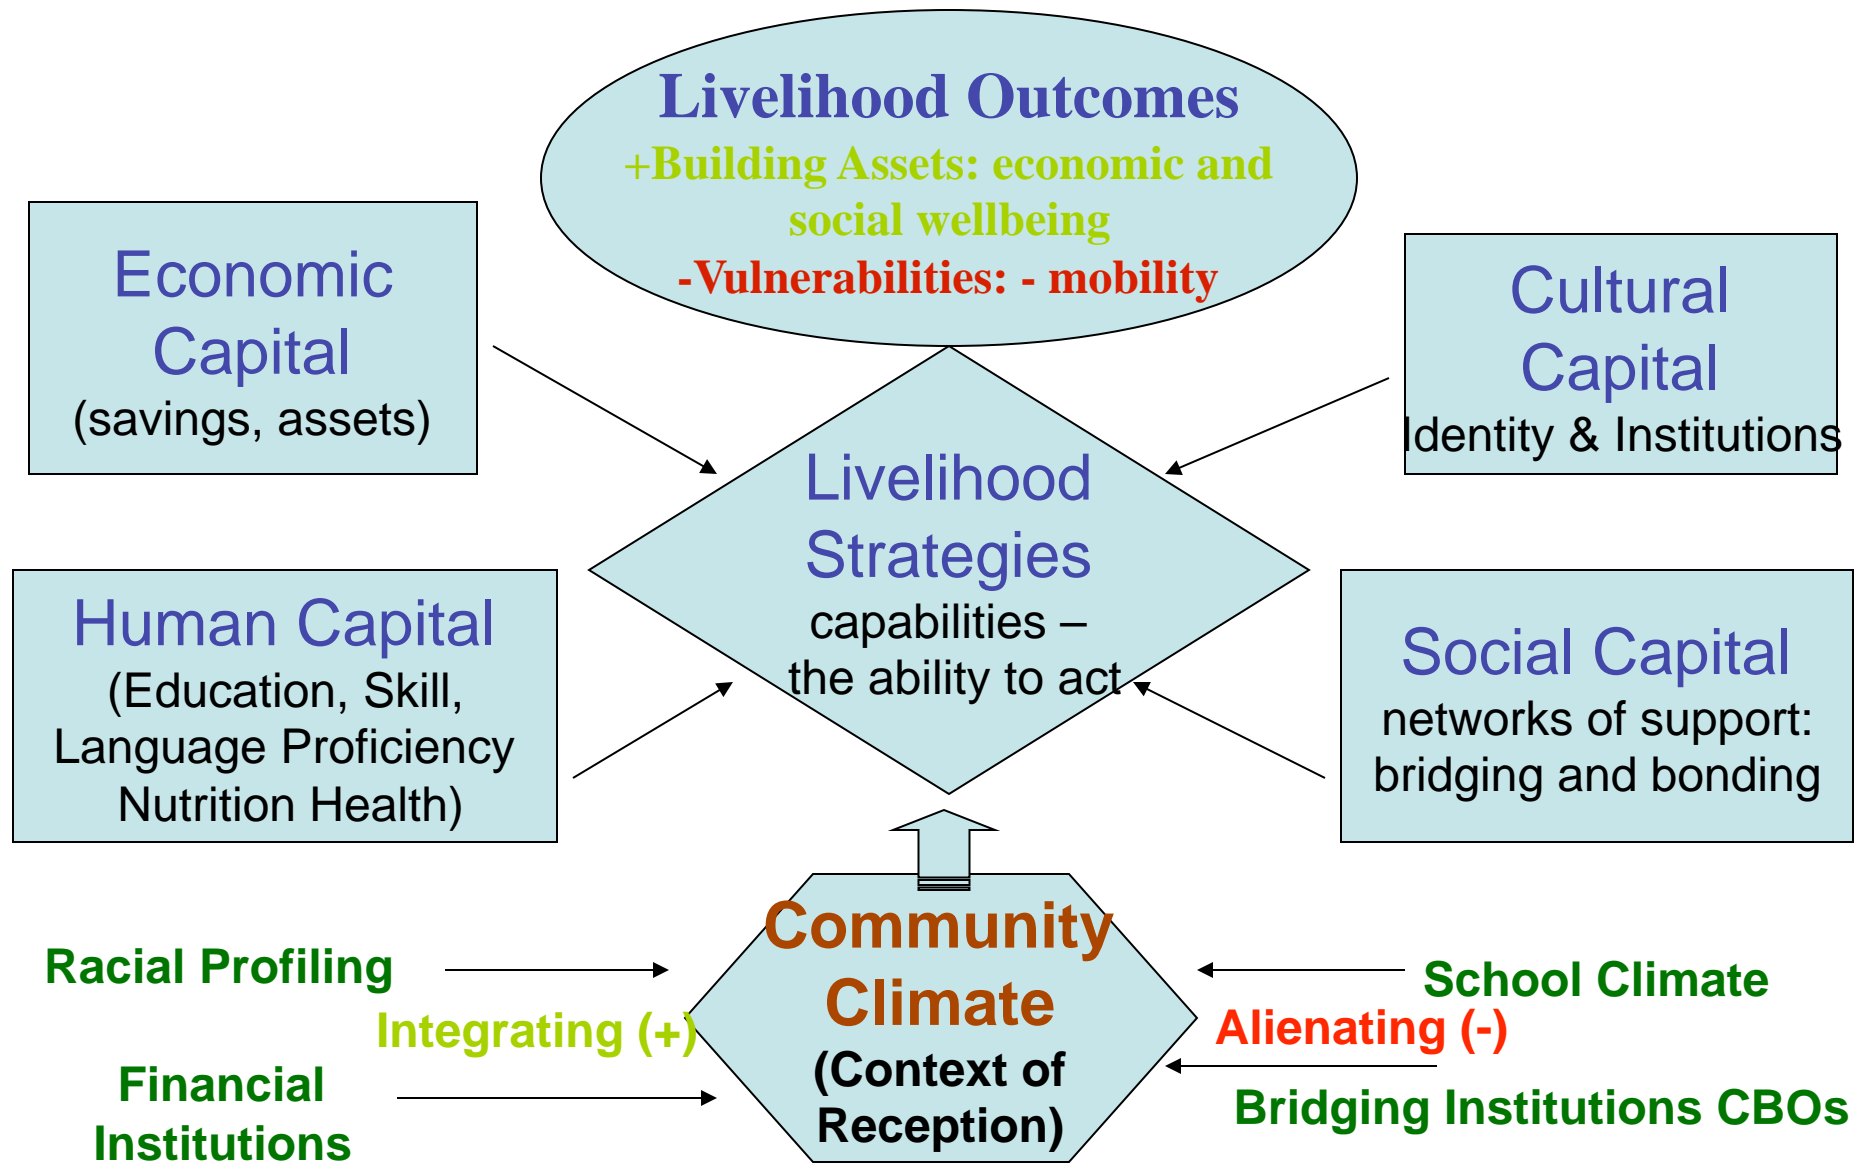 Livelihood Outcomes
+Building Assets: economic and
social wellbeing
-Vulnerabilities: - mobility
Economic
Capital
(savings, assets)
Cultural
Capital
Identity & Institutions
Livelihood
Strategies
capabilities –
the ability to act
Human Capital
(Education, Skill,
Language Proficiency
Nutrition Health)
Social Capital
networks of support:
bridging and bonding
Community
Climate
(Context of
Reception)
Racial Profiling
Integrating (+)
Financial
Institutions
School Climate
Alienating (-)
Bridging Institutions CBOs